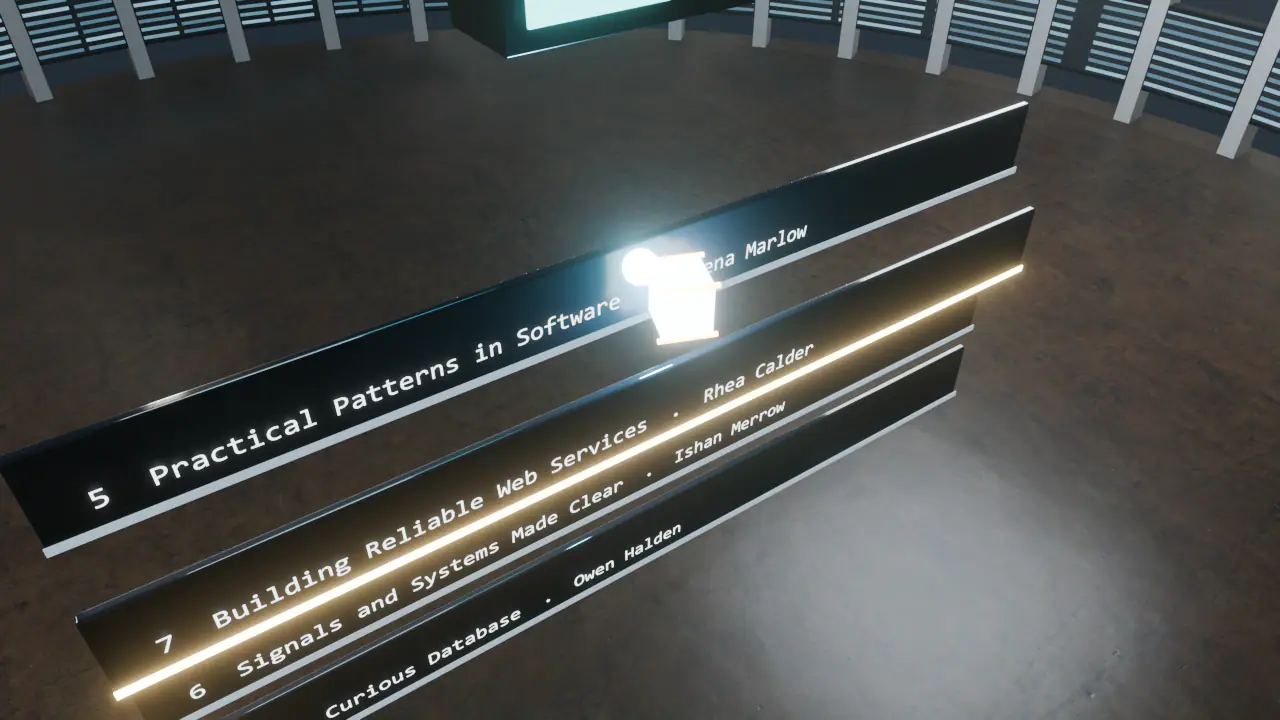 5 Practical Patterns in Software Marlow
7 Building Reliable Web Services · Rhea Calder
6 Signals and Systems Made Clear · Ishan Merrow
Curious Database · Owen Halden